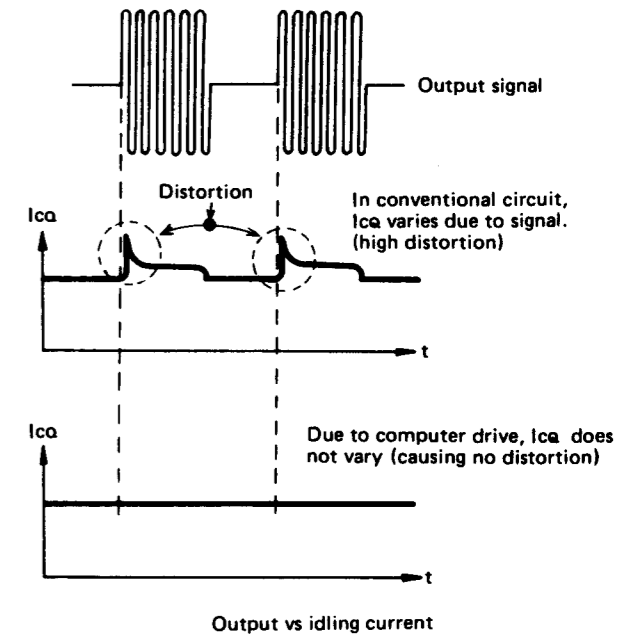 Output signal
Distortion
IcQ
In conventional circuit,
IcQ varies due to signal.
(high distortion)
t
IcQ
Due to computer drive, IcQ does
not vary (causing no distortion)
t
Output vs idling current